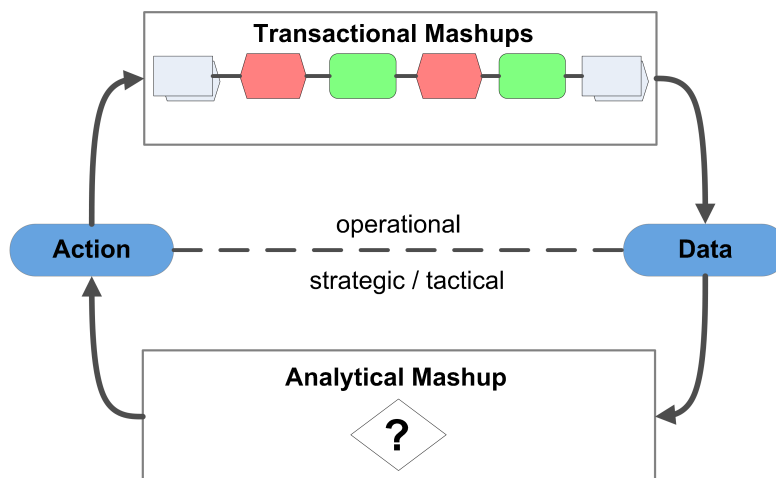 Transactional Mashups
operational
Action
Data
strategic / tactical
Analytical Mashup
?